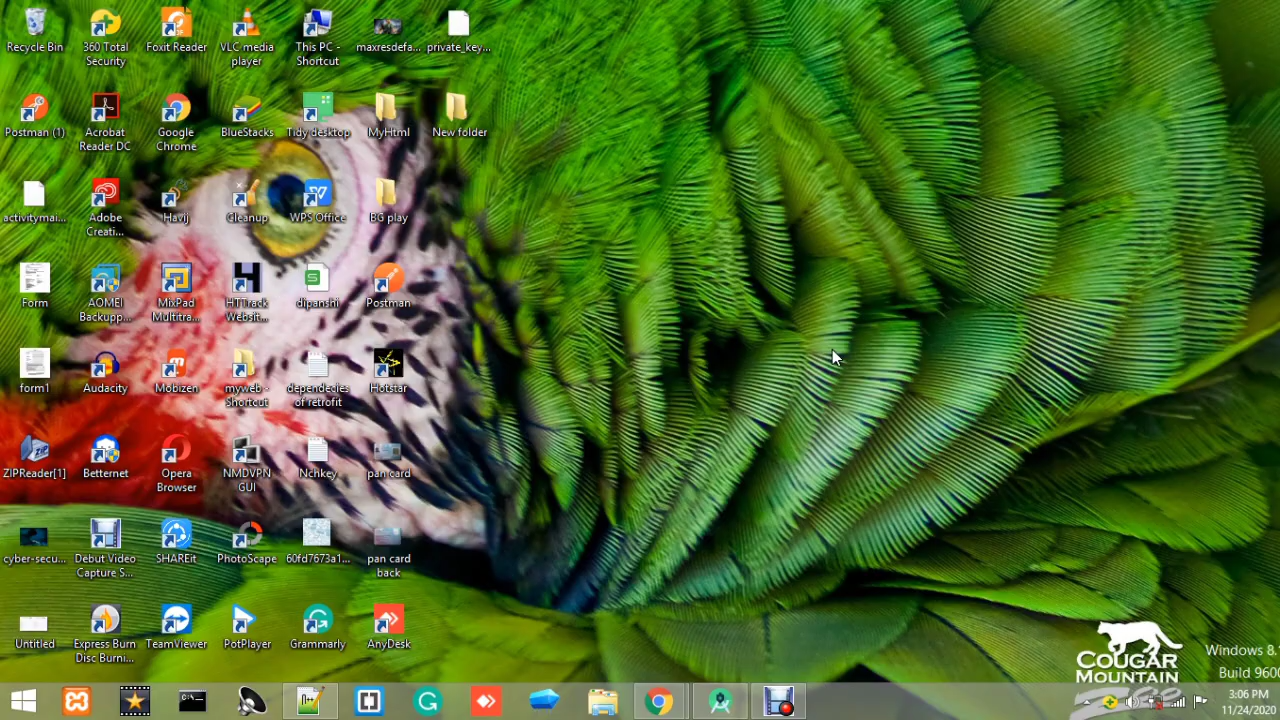 Recycle Bin
360 Total
Security
Foxit Reader
VLC media
player
This PC -
Shortcut
maxresdefa...
private_key...
Postman (1)
Acrobat
Reader DC
Google
Chrome
BlueStacks
Tidy desktop
MyHtml
New folder
activitymai...
Adobe
Creati...
Havij
Cleanup
WPS Office
BG play
Form
AOMEI
Backupp...
MixPad
Multitra...
HTTrack
Websit...
dipanshi
Postman
form1
Audacity
Mobizen
myweb -
Shortcut
dependecies
of retrofit
Hotstar
ZIPReader[1]
Betternet
Opera
Browser
NMDVPN
GUI
Nchkey
pan card
cyber-secu...
Debut Video
Capture S...
SHAREit
PhotoScape
60fd7673a1...
pan card
back
Untitled
Express Burn
Disc Burni...
TeamViewer
PotPlayer
Grammarly
AnyDesk
COUGAR
MOUNTAIN
Windows 8.1
Build 9600
3:06 PM
11/24/2020